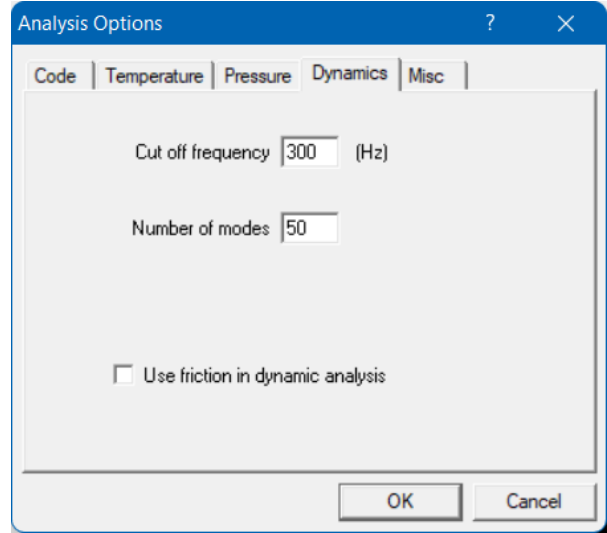 Analysis Options ?
Code Temperature Pressure Dynamics Misc
Cut off frequency 300 (Hz)
Number of modes 50
Use friction in dynamic analysis
OK Cancel